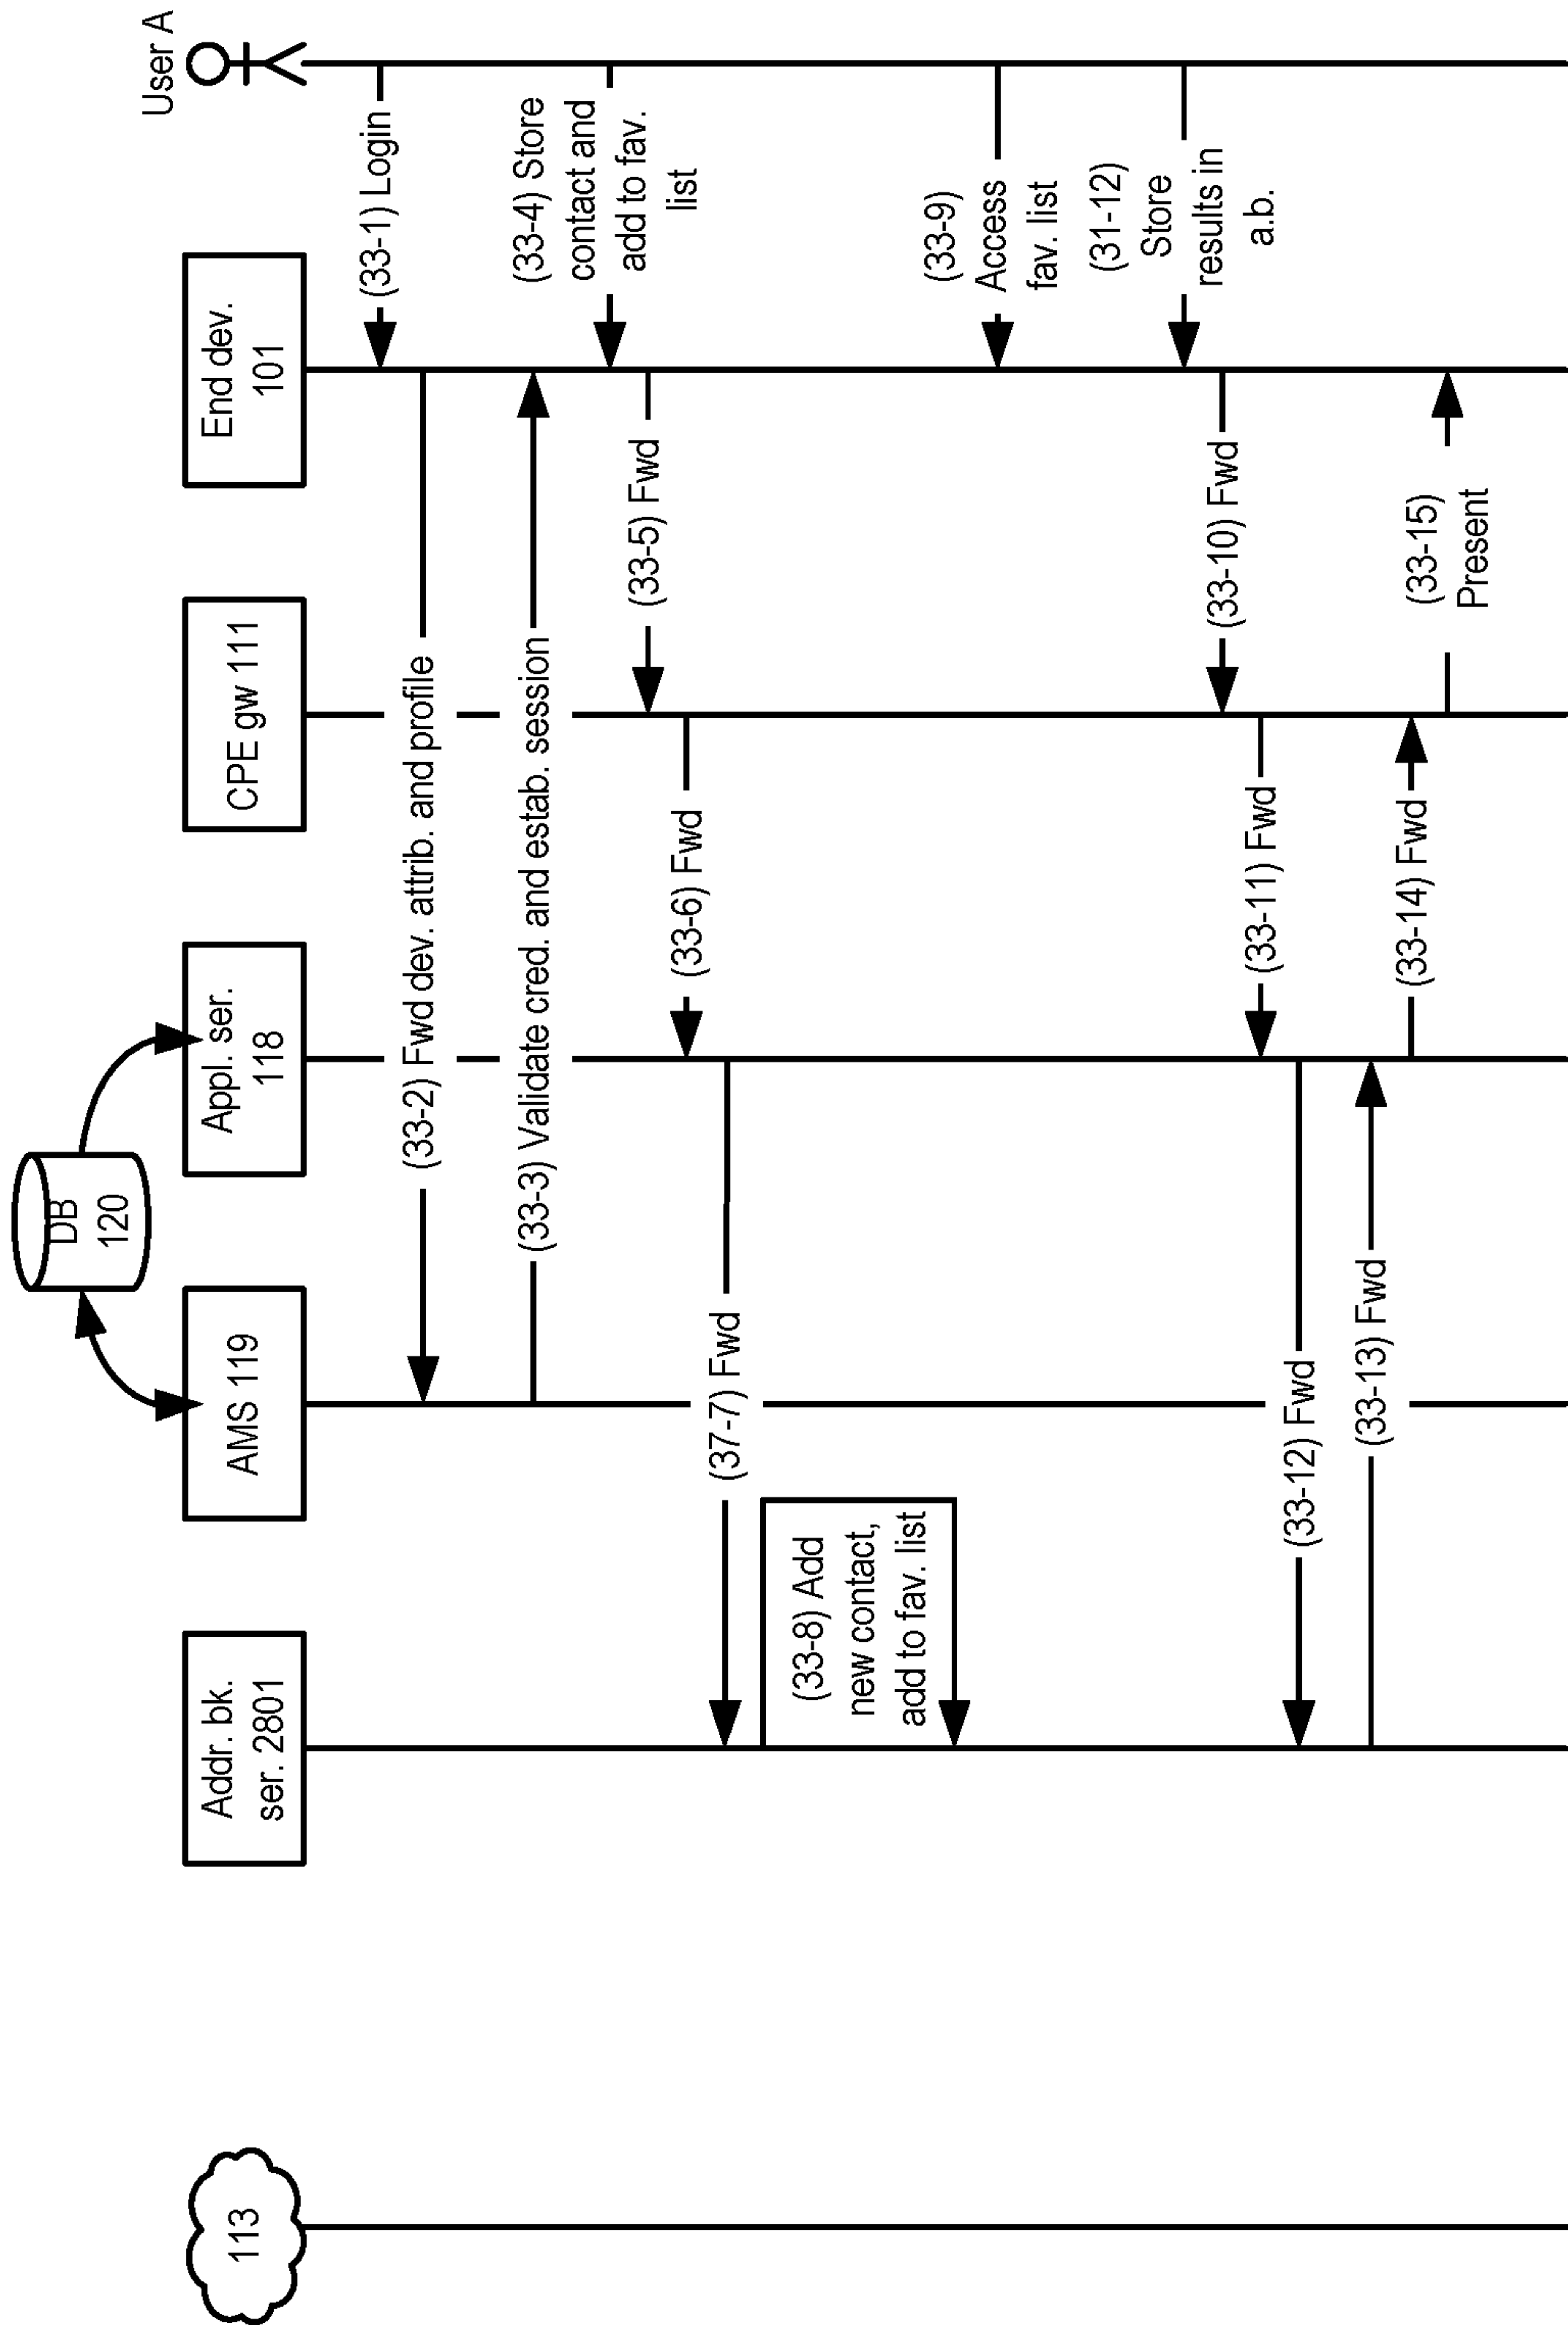 113
Addr. bk.
ser. 2801
AMS 119
DB
120
Appl. ser.
118
CPE gw 111
End dev.
101
User A
(33-1) Login
(33-2) Fwd dev. attrib. and profile
(33-3) Validate cred. and estab. session
(33-4) Store
contact and
add to fav.
list
(33-5) Fwd
(33-6) Fwd
(37-7) Fwd
(33-8) Add
new contact,
add to fav. list
(33-9)
Access
fav. list
(31-12)
Store
results in
a.b.
(33-10) Fwd
(33-11) Fwd
(33-12) Fwd
(33-13) Fwd
(33-14) Fwd
(33-15)
Present